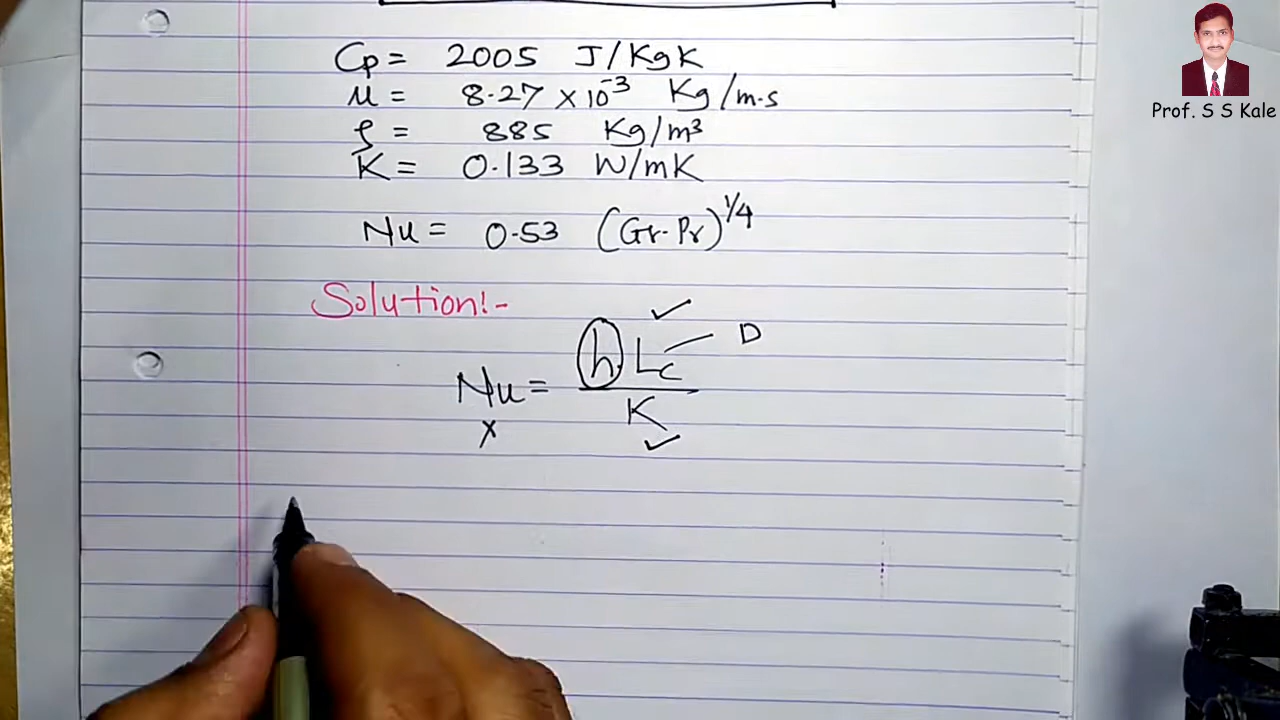 Cp = 2005 J/KgK
μ = 8.27 × 10⁻³ Kg/m-s
ρ = 885 Kg/m³
K = 0.133 W/mK
Nu = 0.53 (Gr.Pr)^1/4
Solution:-
Nu = h.Lc / K
D
Prof. S S Kale